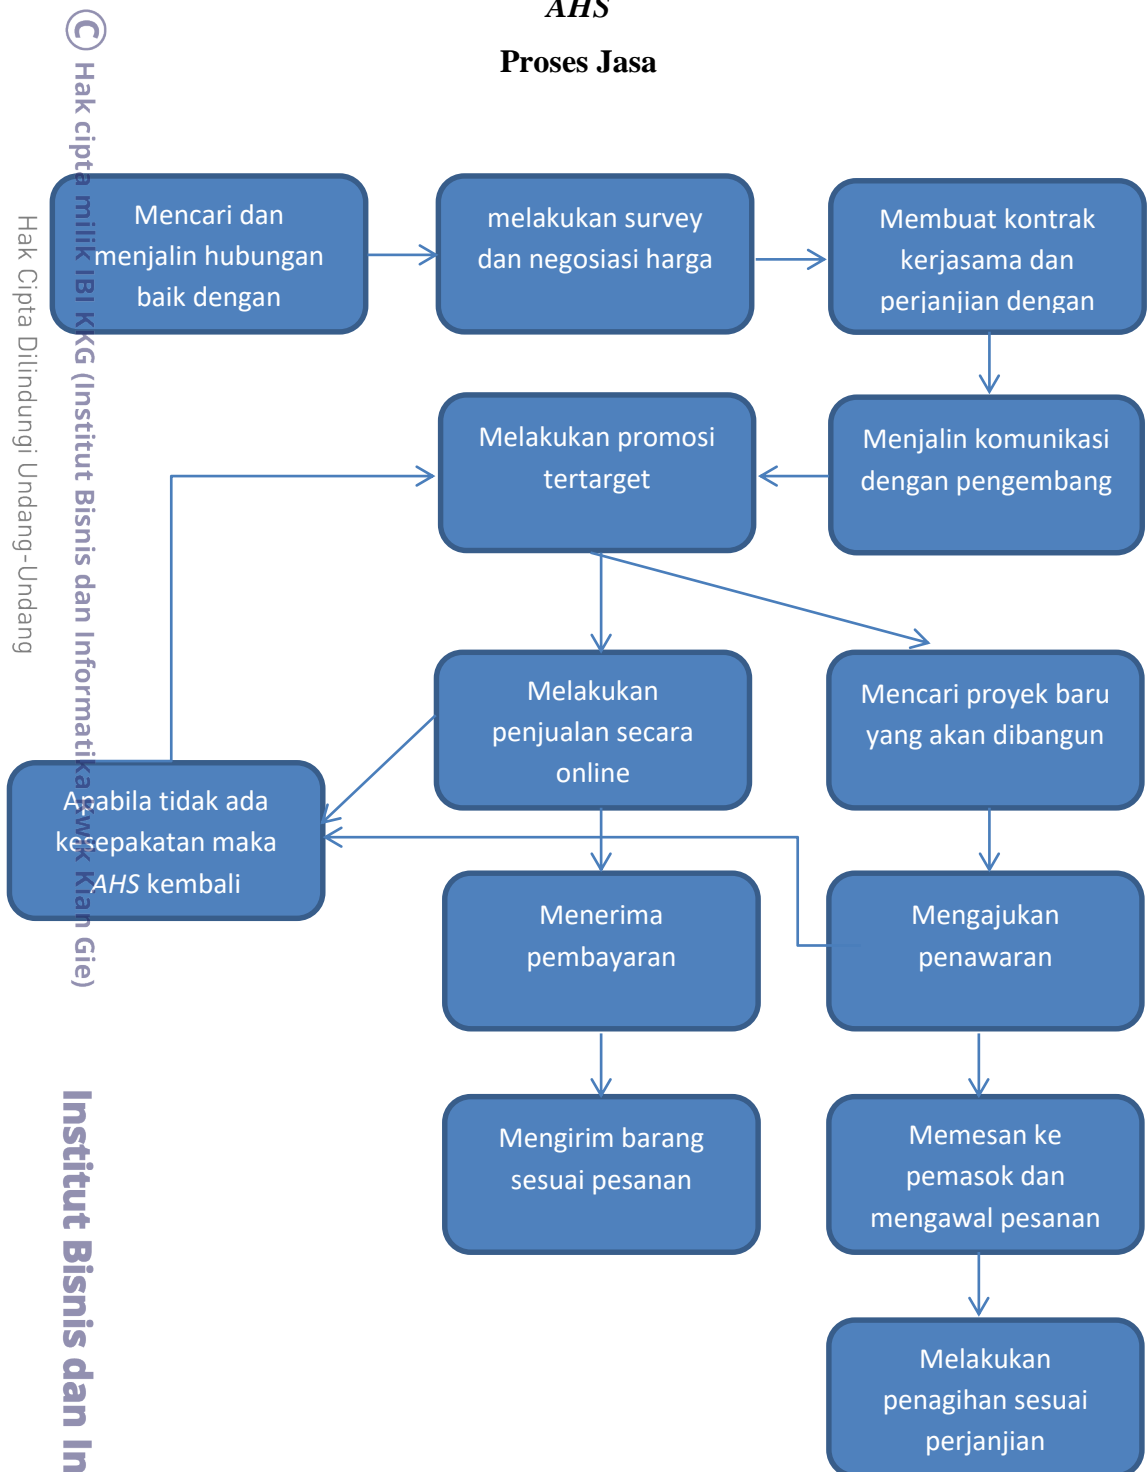 AHS
Proses Jasa
Mencari dan
menjalin hubungan
baik dengan
melakukan survey
dan negosiasi harga
Membuat kontrak
kerjasama dan
perjanjian dengan
Melakukan promosi
tertarget
Menjalin komunikasi
dengan pengembang
Melakukan
penjualan secara
online
Mencari proyek baru
yang akan dibangun
Apabila tidak ada
kesepakatan maka
AHS kembali
Menerima
pembayaran
Mengajukan
penawaran
Mengirim barang
sesuai pesanan
Memesan ke
pemasok dan
mengawal pesanan
Melakukan
penagihan sesuai
perjanjian
© Hak cipta milik IBI KKG (Institut Bisnis dan Informatika Kwik Kian Gie)
Hak Cipta Dilindungi Undang-Undang
Institut Bisnis dan In